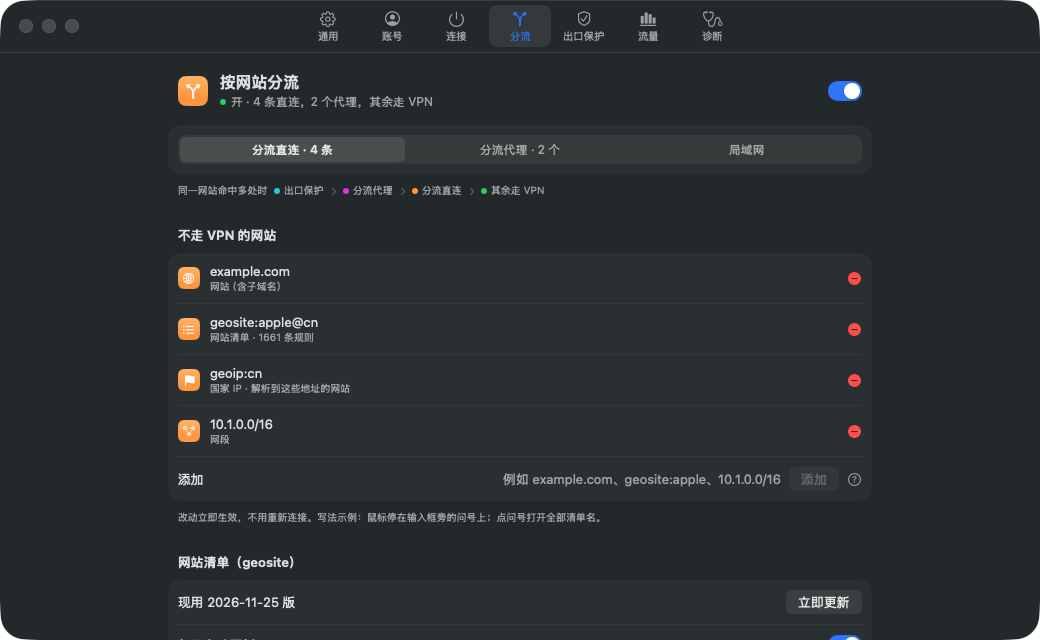 通用
账号
连接
分流
出口保护
流量
诊断
按网站分流
开 · 4 条直连，2 个代理，其余走 VPN
分流直连 · 4 条
分流代理 · 2 个
局域网
同一网站命中多处时 出口保护 > 分流代理 > 分流直连 > 其余走 VPN
不走 VPN 的网站
example.com
网站 (含子域名)
geosite:apple@cn
网站清单 · 1661 条规则
geoip:cn
国家 IP · 解析到这些地址的网站
10.1.0.0/16
网段
添加 例如 example.com、geosite:apple、10.1.0.0/16 添加 ?
改动立即生效，不用重新连接。写法示例：鼠标停在输入框旁的问号上；点问号打开全部清单名。
网站清单（geosite）
现用 2026-11-25 版 立即更新